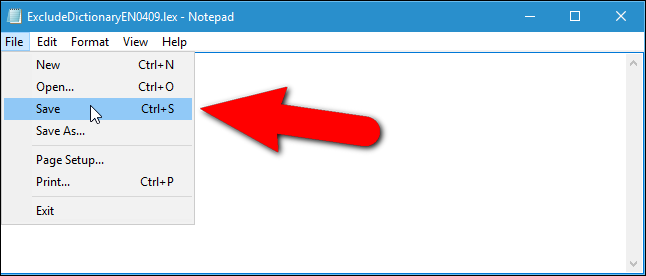 ExcludeDictionaryEN0409.lex - Notepad
File Edit Format View Help
New Ctrl+N
Open... Ctrl+O
Save Ctrl+S
Save As...
Page Setup...
Print... Ctrl+P
Exit